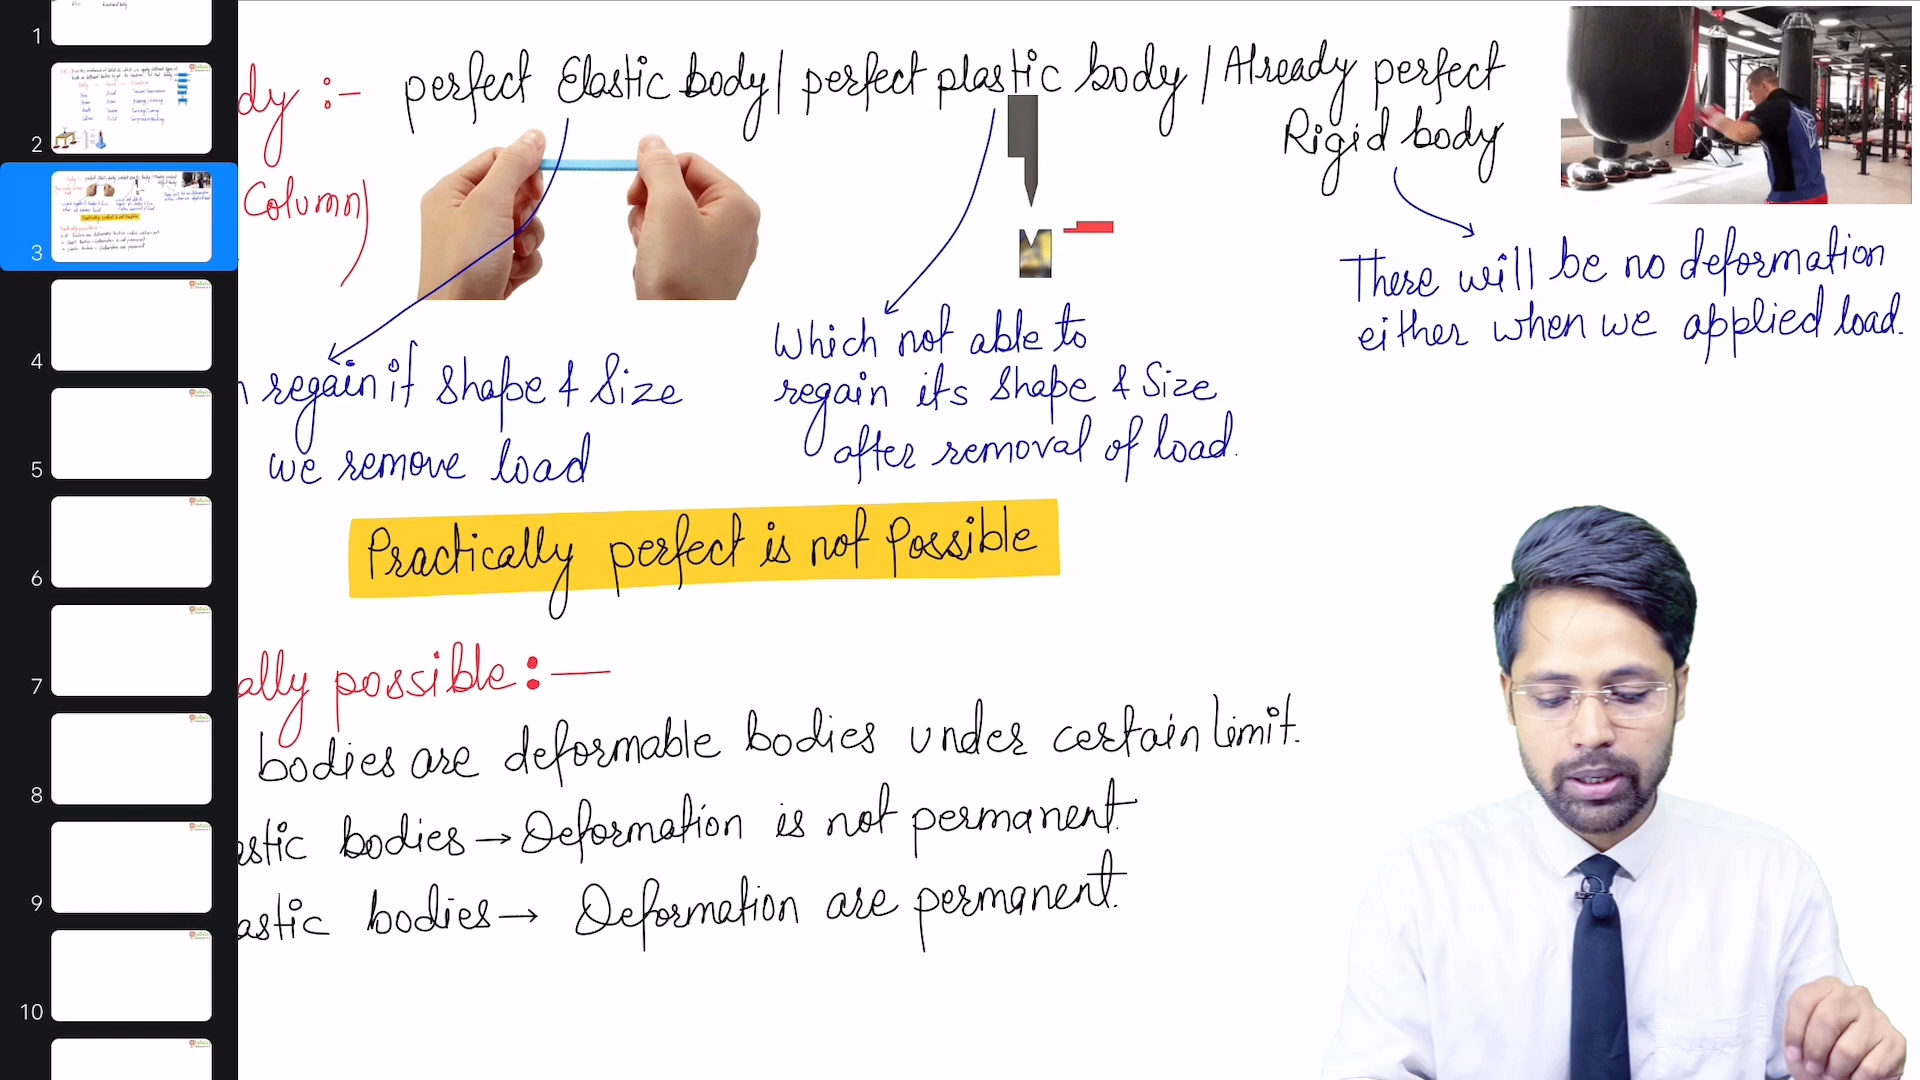 1
2
3
4
5
6
7
8
9
10
dy :- perfect Elastic body / perfect plastic body / Already perfect
Rigid body
Column)
There will be no deformation
either when we applied load.
n regain it shape & Size
we remove load
Which not able to
regain its Shape & Size
after removal of load.
Practically perfect is not Possible
ally possible :—
bodies are deformable bodies under certain limit.
astic bodies → Deformation is not permanent.
astic bodies → Deformation are permanent.